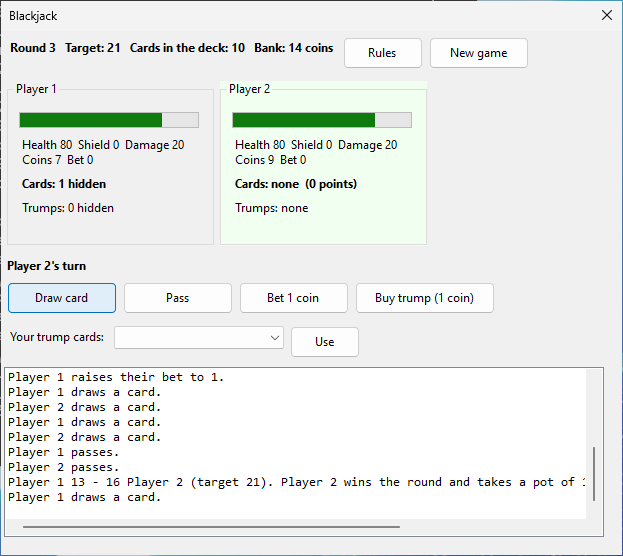 Blackjack
Round 3   Target: 21   Cards in the deck: 10   Bank: 14 coins
Rules
New game
Player 1
Health 80  Shield 0  Damage 20
Coins 7  Bet 0
Cards: 1 hidden
Trumps: 0 hidden
Player 2
Health 80  Shield 0  Damage 20
Coins 9  Bet 0
Cards: none  (0 points)
Trumps: none
Player 2's turn
Draw card
Pass
Bet 1 coin
Buy trump (1 coin)
Your trump cards:
Use
Player 1 raises their bet to 1.
Player 1 draws a card.
Player 2 draws a card.
Player 1 draws a card.
Player 2 draws a card.
Player 1 passes.
Player 2 passes.
Player 1 13 - 16 Player 2 (target 21). Player 2 wins the round and takes a pot of
Player 1 draws a card.